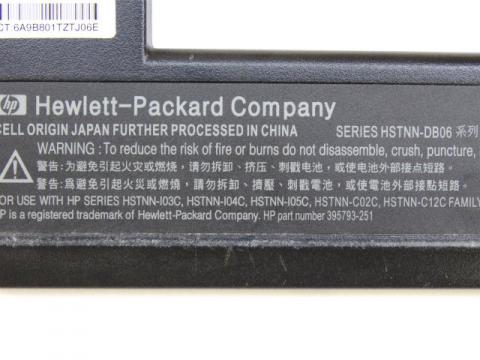 CT:6A9B801TZTJ06E
hp Hewlett-Packard Company
CELL ORIGIN JAPAN FURTHER PROCESSED IN CHINA SERIES HSTNN-DB06 系列
WARNING: To reduce the risk of fire or burns do not disassemble, crush, puncture,
警告:为避免引起火灾或燃烧，请勿拆卸、挤压、刺戳电池，或使电池外部短
警告:爲避免引起火災或燃燒，請勿拆卸、擠壓、刺戳電池，或使電池外部接點短路.
FOR USE WITH HP SERIES HSTNN-I03C, HSTNN-I04C, HSTNN-I05C, HSTNN-C02C, HSTNN-C12C FAMILY
HP is a registered trademark of Hewlett-Packard Company. HP part number 395793-251